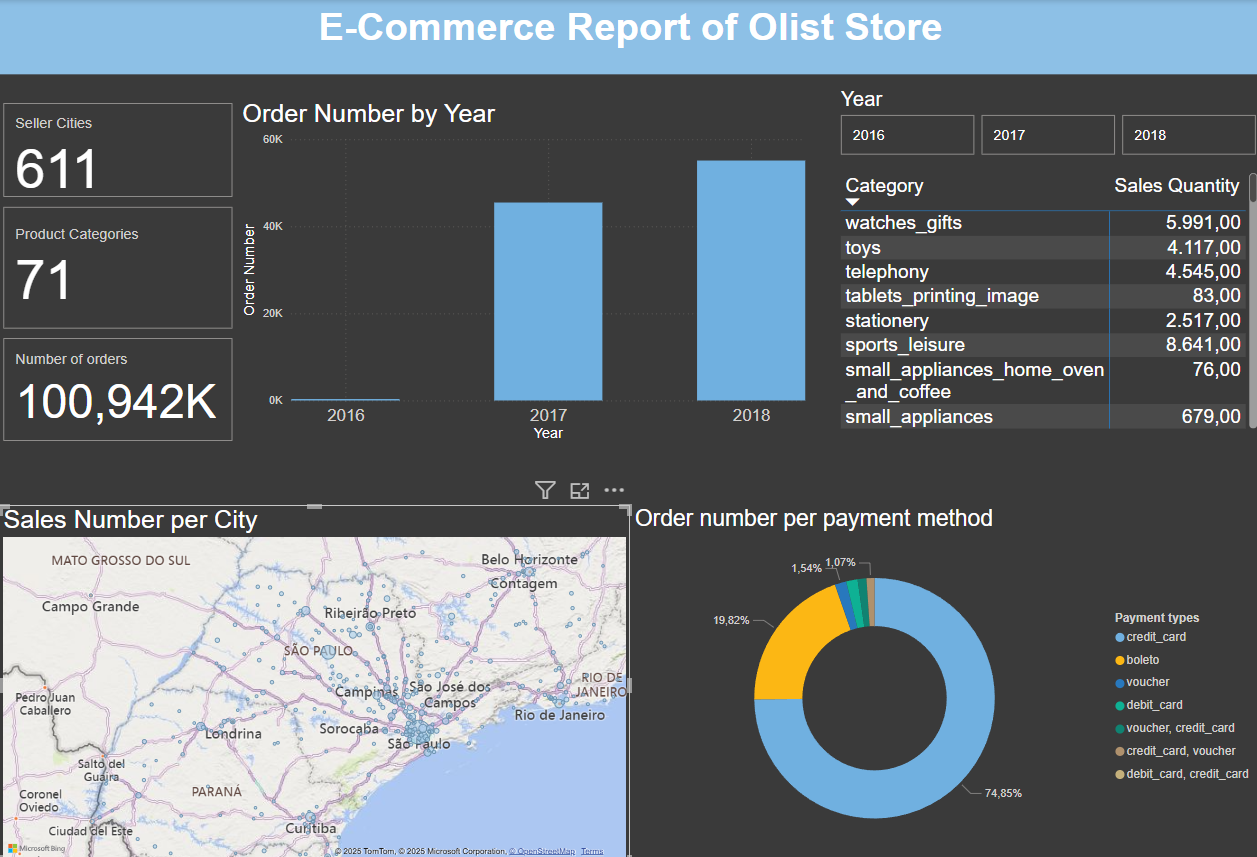 E-Commerce Report of Olist Store
Seller Cities
611
Product Categories
71
Number of orders
100,942K
Order Number by Year
60K
40K
20K
0K
Order Number
2016
2017
2018
Year
Year
2016
2017
2018
Category
Sales Quantity
watches_gifts
5.991,00
toys
4.117,00
telephony
4.545,00
tablets_printing_image
83,00
stationery
2.517,00
sports_leisure
8.641,00
small_appliances_home_oven
_and_coffee
76,00
small_appliances
679,00
Sales Number per City
MATO GROSSO DO SUL
Belo Horizonte
Contagem
Campo Grande
Ribeirão Preto
SÃO PAULO
RIO DE
JANEIRO
Pedro Juan
Caballero
Campinas
São José dos
Campos
Rio de Janeiro
Londrina
Sorocaba
São Paulo
Salto del
Guairá
PARANÁ
Coronel
Oviedo
Ciudad del Este
Curitiba
Microsoft Bing
© 2025 TomTom, © 2025 Microsoft Corporation, © OpenStreetMap Terms
Order number per payment method
1,54%
1,07%
19,82%
74,85%
Payment types
credit_card
boleto
voucher
debit_card
voucher, credit_card
credit_card, voucher
debit_card, credit_card